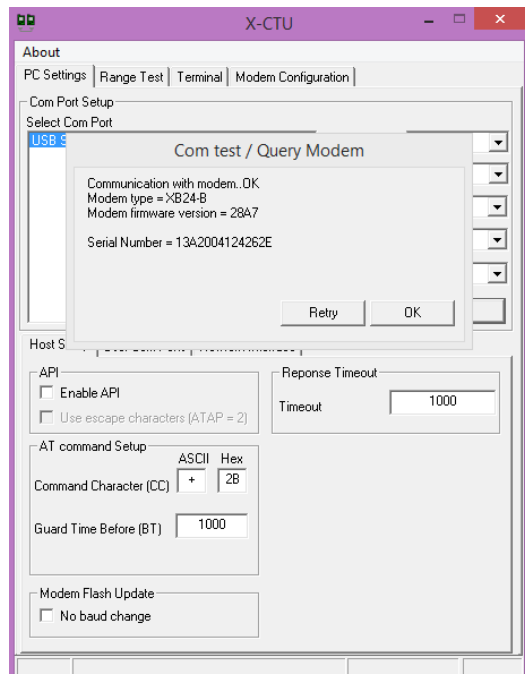 X-CTU
About
PC Settings
Range Test
Terminal
Modem Configuration
Com Port Setup
Select Com Port
USB S
Com test / Query Modem
Communication with modem..OK
Modem type = XB24-B
Modem firmware version = 28A7
Serial Number = 13A2004124262E
Retry
OK
Host S
API
Enable API
Use escape characters (ATAP = 2)
Reponse Timeout
Timeout
1000
AT command Setup
ASCII Hex
Command Character (CC) + 2B
Guard Time Before (BT) 1000
Modem Flash Update
No baud change